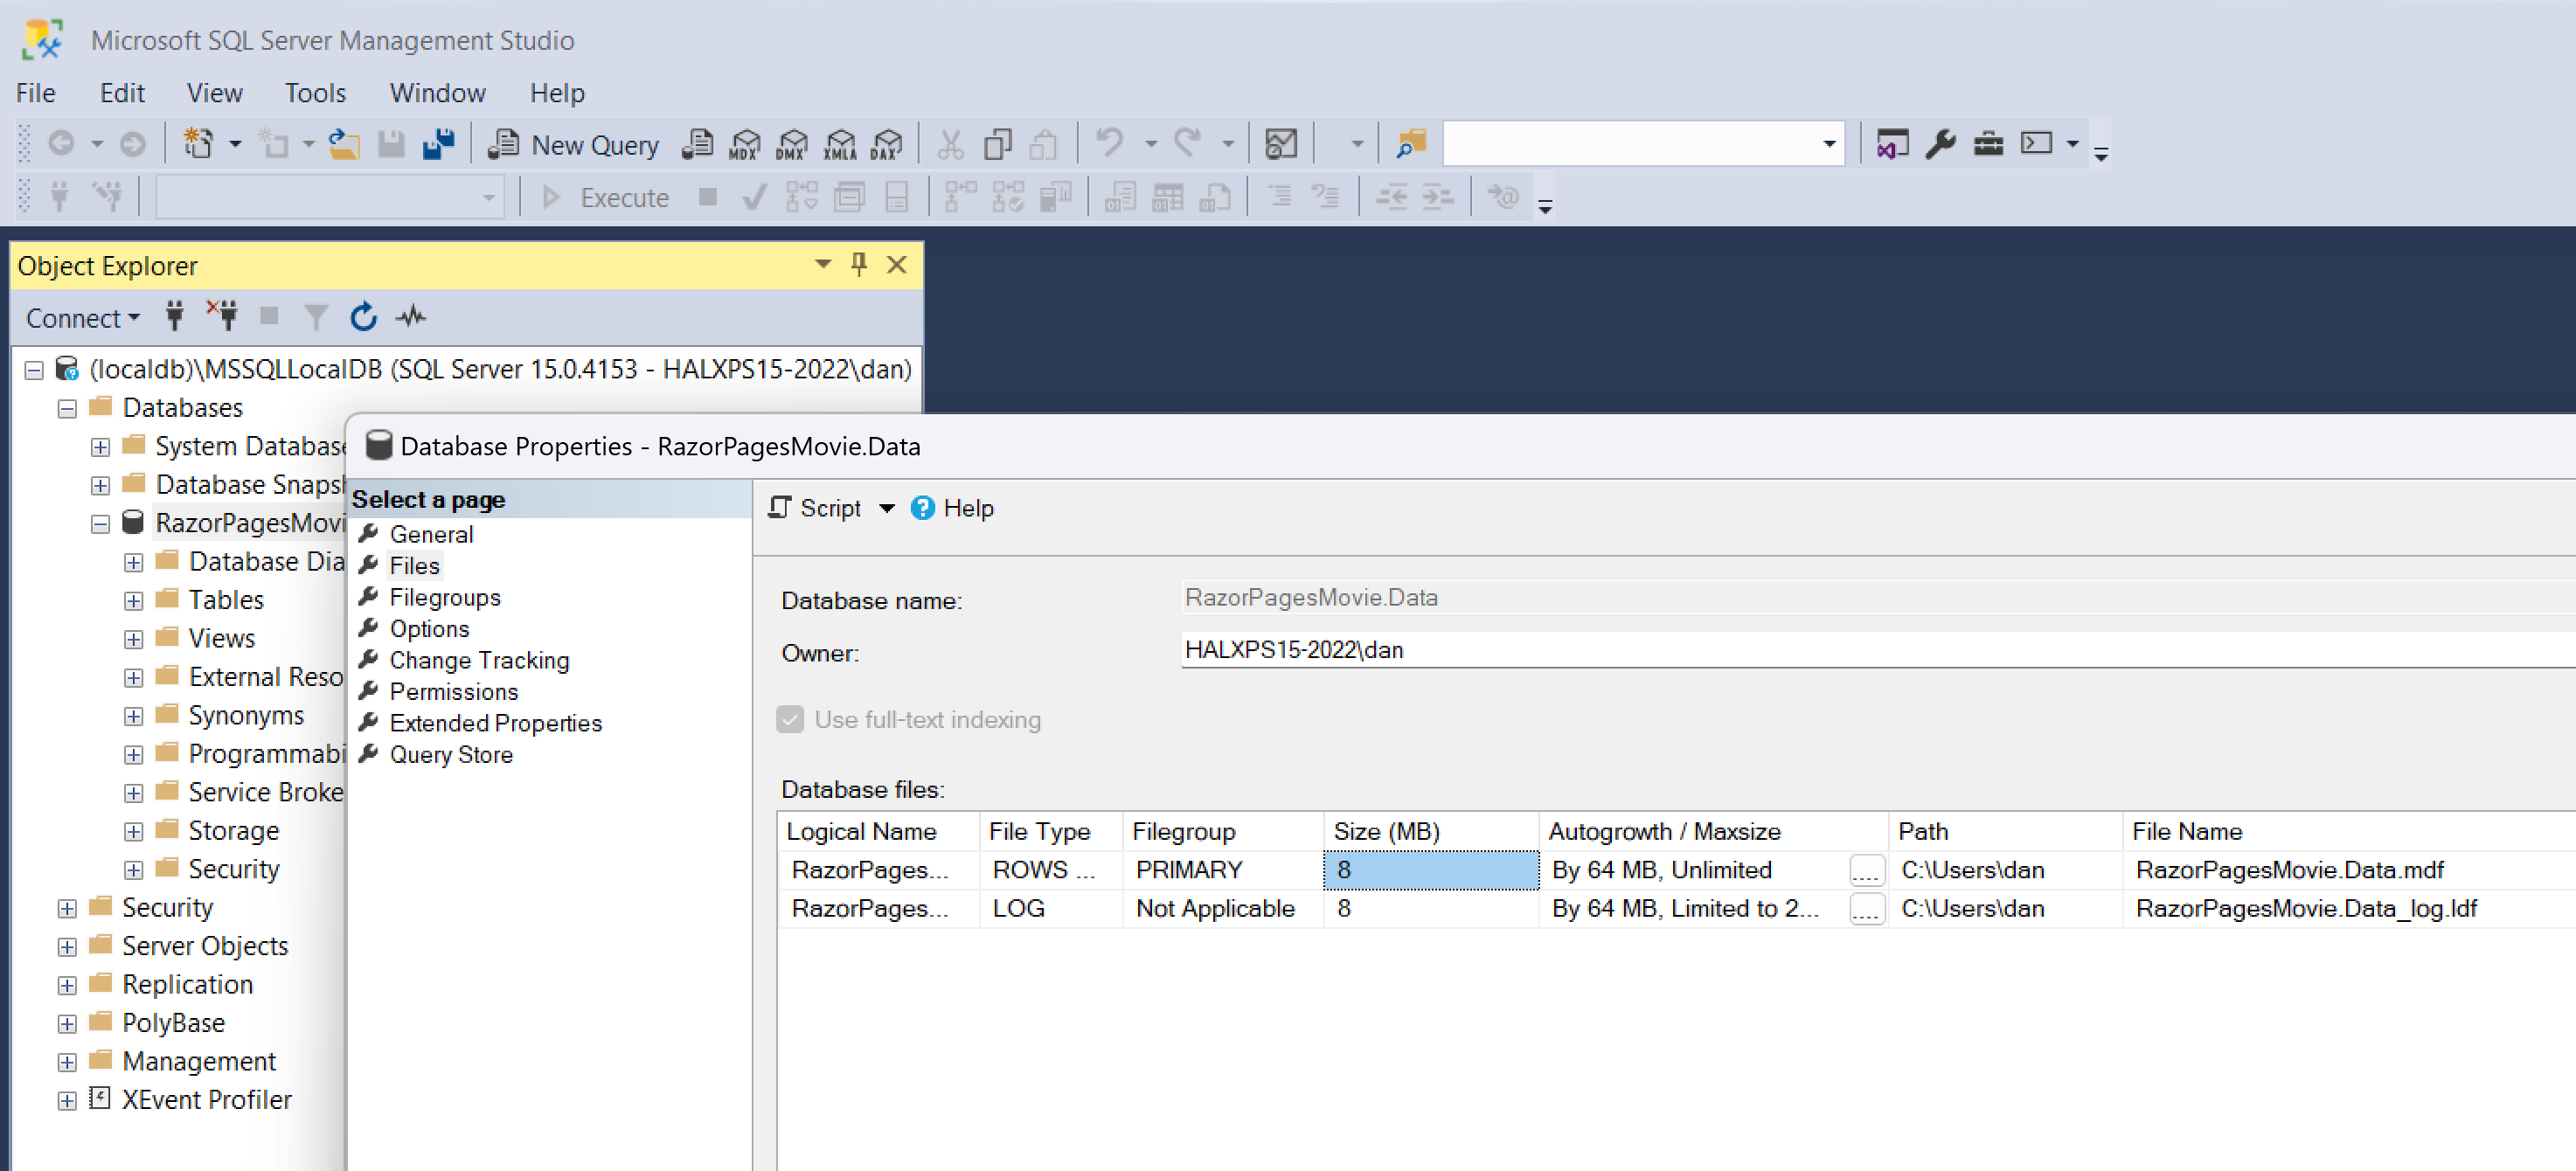 Microsoft SQL Server Management Studio
File Edit View Tools Window Help
New Query MDX DMX XMLA DAX
Execute
Object Explorer
Connect
(localdb)\MSSQLLocalDB (SQL Server 15.0.4153 - HALXPS15-2022\dan)
Databases
System Database
Database Snapsh
RazorPagesMovi
Database Dia
Tables
Views
External Reso
Synonyms
Programmabi
Service Broke
Storage
Security
Security
Server Objects
Replication
PolyBase
Management
XEvent Profiler
Database Properties - RazorPagesMovie.Data
Select a page
General
Files
Filegroups
Options
Change Tracking
Permissions
Extended Properties
Query Store
Script Help
Database name: RazorPagesMovie.Data
Owner: HALXPS15-2022\dan
Use full-text indexing
Database files:
Logical Name File Type Filegroup Size (MB) Autogrowth / Maxsize Path File Name
RazorPages... ROWS ... PRIMARY 8 By 64 MB, Unlimited .... C:\Users\dan RazorPagesMovie.Data.mdf
RazorPages... LOG Not Applicable 8 By 64 MB, Limited to 2... .... C:\Users\dan RazorPagesMovie.Data_log.ldf